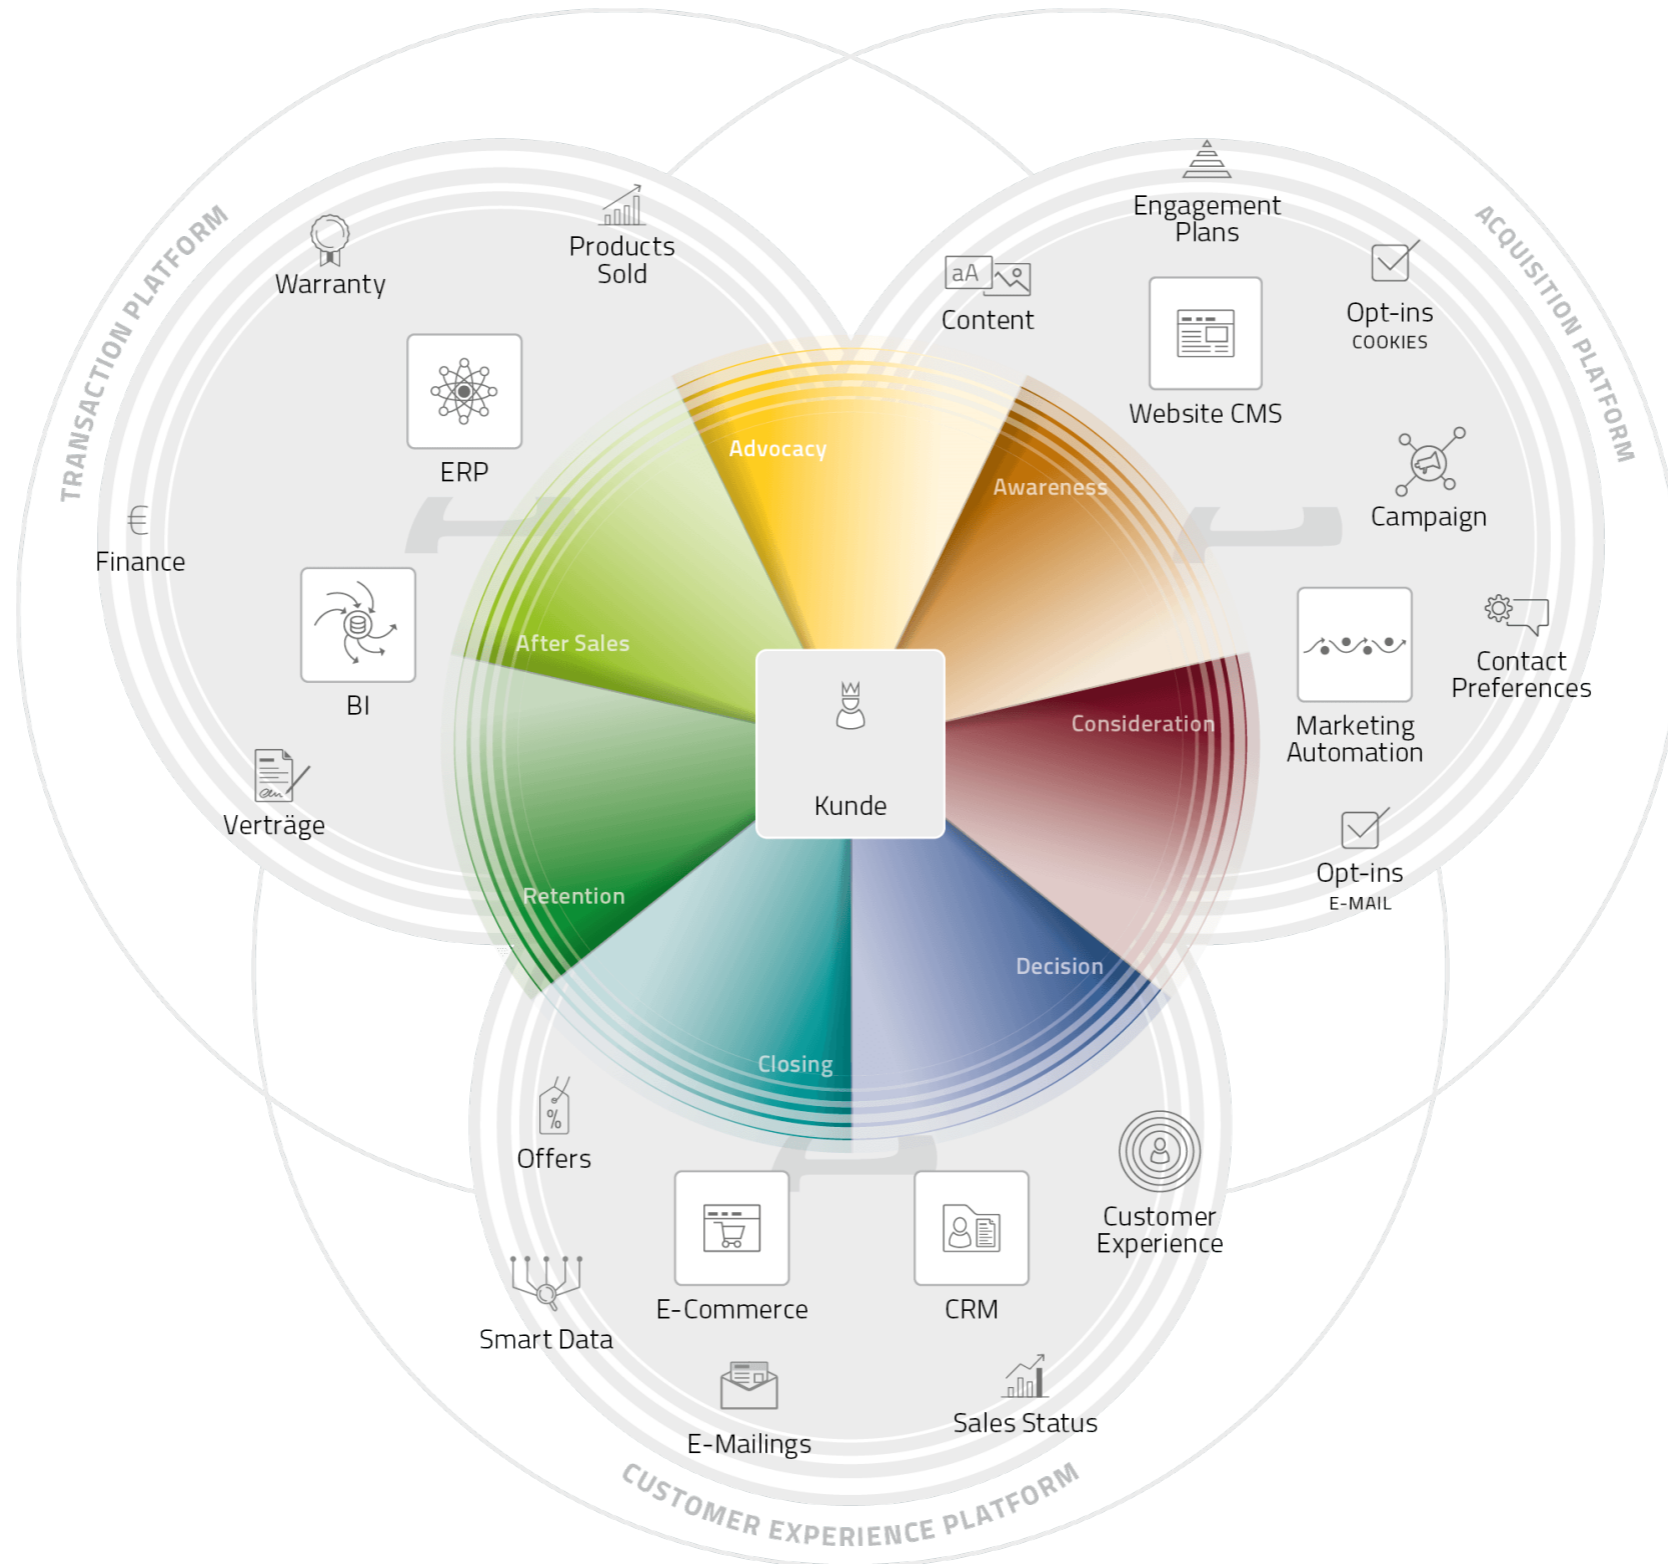 TRANSACTION PLATFORM
Warranty
Products
Sold
ERP
€
Finance
BI
Verträge
ACQUISITION PLATFORM
Engagement
Plans
aA
Content
Opt-ins
COOKIES
Website CMS
Campaign
Contact
Preferences
Marketing
Automation
Opt-ins
E-MAIL
Advocacy
Awareness
Consideration
Decision
Closing
Retention
After Sales
Kunde
%
Offers
E-Commerce
CRM
Customer
Experience
Smart Data
E-Mailings
Sales Status
CUSTOMER EXPERIENCE PLATFORM